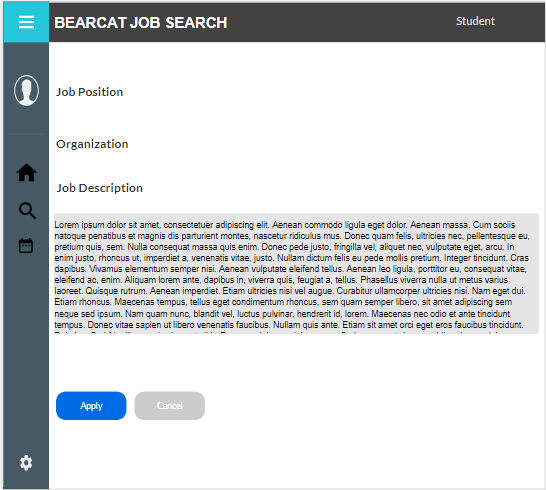 BEARCAT JOB SEARCH
Student
Job Position
Organization
Job Description
Lorem ipsum dolor sit amet, consectetuer adipiscing elit. Aenean commodo ligula eget dolor. Aenean massa. Cum sociis
natoque penatibus et magnis dis parturient montes, nascetur ridiculus mus. Donec quam felis, ultricies nec, pellentesque eu,
pretium quis, sem. Nulla consequat massa quis enim. Donec pede justo, fringilla vel, aliquet nec, vulputate eget, arcu. In
enim justo, rhoncus ut, imperdiet a, venenatis vitae, justo. Nullam dictum felis eu pede mollis pretium. Integer tincidunt. Cras
dapibus. Vivamus elementum semper nisi. Aenean vulputate eleifend tellus. Aenean leo ligula, porttitor eu, consequat vitae,
eleifend ac, enim. Aliquam lorem ante, dapibus in, viverra quis, feugiat a, tellus. Phasellus viverra nulla ut metus varius
laoreet. Quisque rutrum. Aenean imperdiet. Etiam ultricies nisi vel augue. Curabitur ullamcorper ultricies nisi. Nam eget dui.
Etiam rhoncus. Maecenas tempus, tellus eget condimentum rhoncus, sem quam semper libero, sit amet adipiscing sem
neque sed ipsum. Nam quam nunc, blandit vel, luctus pulvinar, hendrerit id, lorem. Maecenas nec odio et ante tincidunt
tempus. Donec vitae sapien ut libero venenatis faucibus. Nullam quis ante. Etiam sit amet orci eget eros faucibus tincidunt.
Apply
Cancel